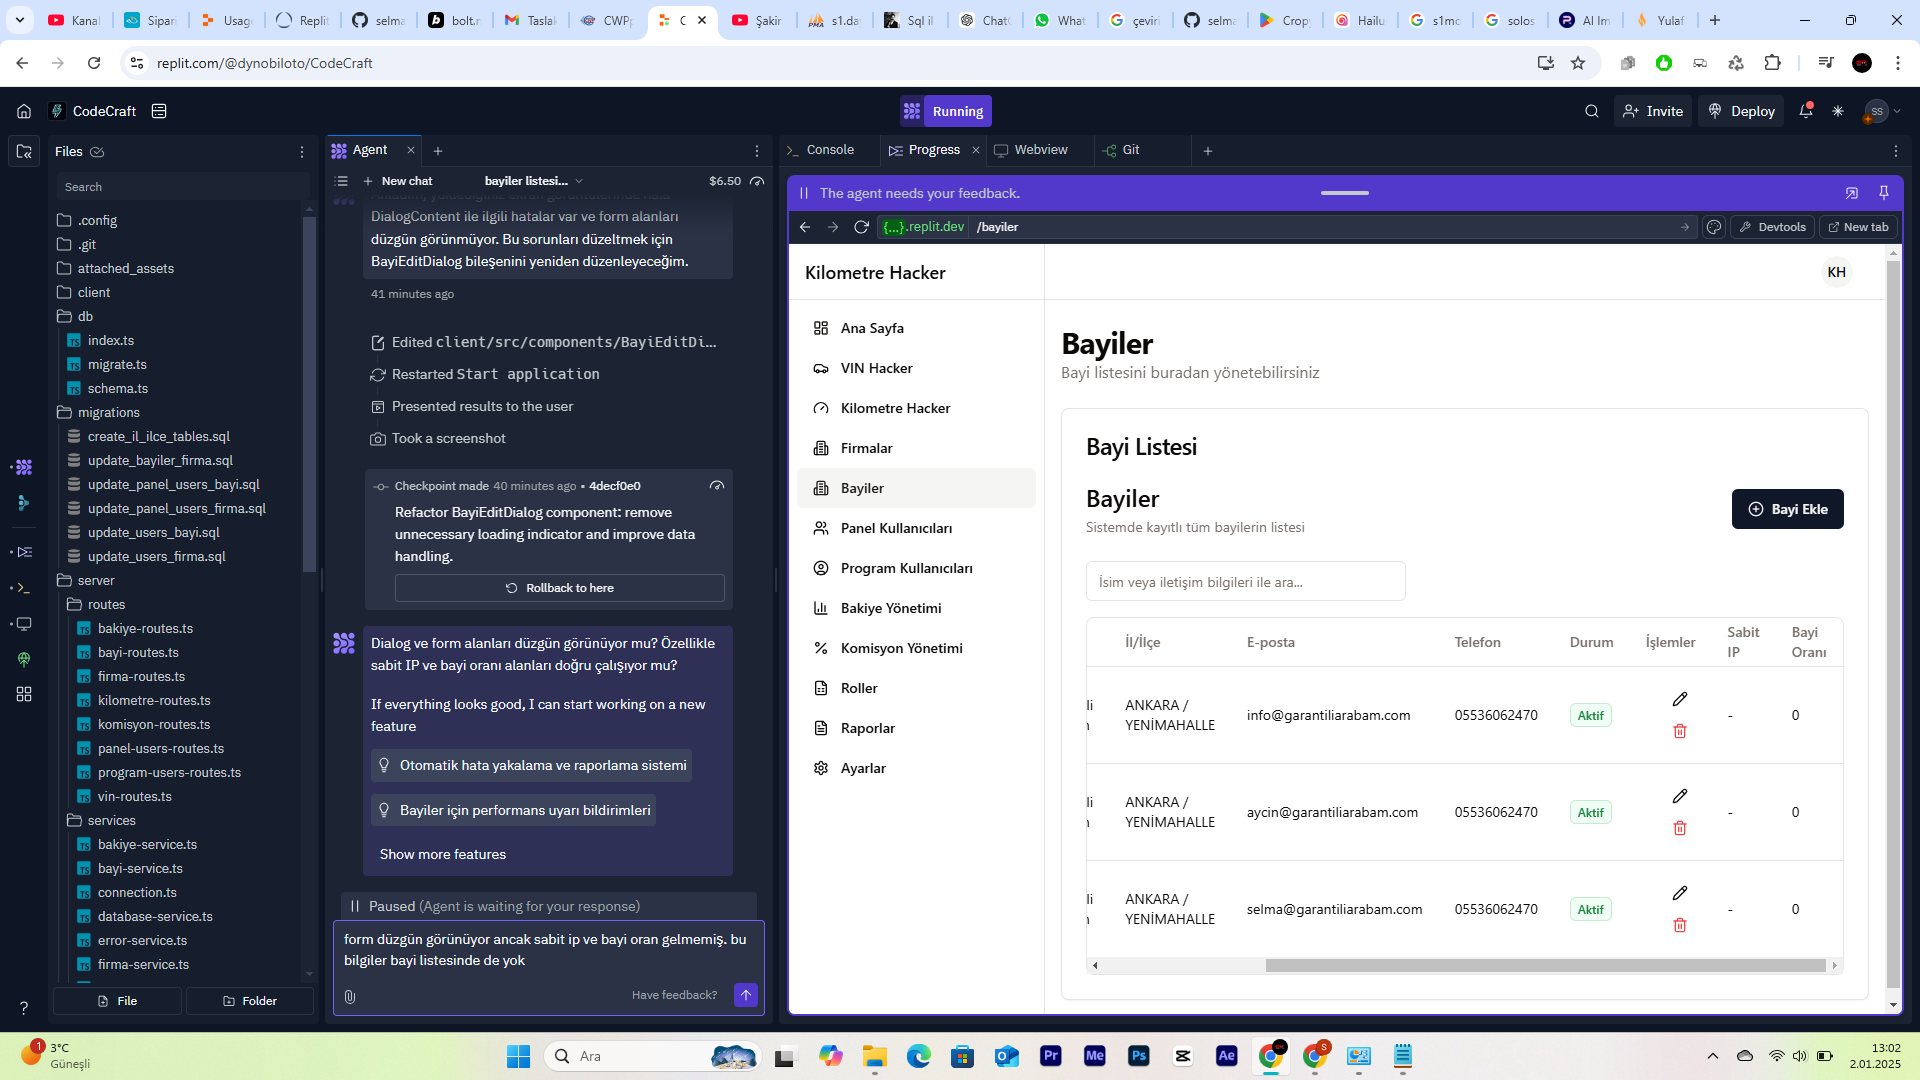 Kanal
Sipari
Usage
Replit
selma
bolt.n
Taslak
CWPp
C
Şakir
s1.da
Sql il
ChatG
What
çeviri
selma
Crop
Hailu
s1mo
solos
AI Im
Yulaf
replit.com/@dynobiloto/CodeCraft
CodeCraft
Running
Invite
Deploy
SS
Files
Search
.config
.git
attached_assets
client
db
index.ts
migrate.ts
schema.ts
migrations
create_il_ilce_tables.sql
update_bayiler_firma.sql
update_panel_users_bayi.sql
update_panel_users_firma.sql
update_users_bayi.sql
update_users_firma.sql
server
routes
bakiye-routes.ts
bayi-routes.ts
firma-routes.ts
kilometre-routes.ts
komisyon-routes.ts
panel-users-routes.ts
program-users-routes.ts
vin-routes.ts
services
bakiye-service.ts
bayi-service.ts
connection.ts
database-service.ts
error-service.ts
firma-service.ts
File
Folder
Agent
New chat
bayiler listesi...
$6.50
DialogContent ile ilgili hatalar var ve form alanları
düzgün görünmüyor. Bu sorunları düzeltmek için
BayiEditDialog bileşenini yeniden düzenleyeceğim.
41 minutes ago
Edited client/src/components/BayiEditDi...
Restarted Start application
Presented results to the user
Took a screenshot
Checkpoint made 40 minutes ago • 4decf0e0
Refactor BayiEditDialog component: remove
unnecessary loading indicator and improve data
handling.
Rollback to here
Dialog ve form alanları düzgün görünüyor mu? Özellikle
sabit IP ve bayi oranı alanları doğru çalışıyor mu?
If everything looks good, I can start working on a new
feature
Otomatik hata yakalama ve raporlama sistemi
Bayiler için performans uyarı bildirimleri
Show more features
Paused (Agent is waiting for your response)
form düzgün görünüyor ancak sabit ip ve bayi oran gelmemiş. bu
bilgiler bayi listesinde de yok
Have feedback?
Console
Progress
Webview
Git
The agent needs your feedback.
{...}.replit.dev
/bayiler
Devtools
New tab
Kilometre Hacker
KH
Ana Sayfa
VIN Hacker
Kilometre Hacker
Firmalar
Bayiler
Panel Kullanıcıları
Program Kullanıcıları
Bakiye Yönetimi
Komisyon Yönetimi
Roller
Raporlar
Ayarlar
Bayiler
Bayi listesini buradan yönetebilirsiniz
Bayi Listesi
Bayiler
Sistemde kayıtlı tüm bayilerin listesi
Bayi Ekle
İsim veya iletişim bilgileri ile ara...
İl/İlçe E-posta Telefon Durum İşlemler Sabit IP Bayi Oranı
ANKARA / YENİMAHALLE info@garantiliarabam.com 05536062470 Aktif - 0
ANKARA / YENİMAHALLE aycin@garantiliarabam.com 05536062470 Aktif - 0
ANKARA / YENİMAHALLE selma@garantiliarabam.com 05536062470 Aktif - 0
1
3°C
Güneşli
Ara
Pr
Me
Ps
Ae
S
13:02
2.01.2025